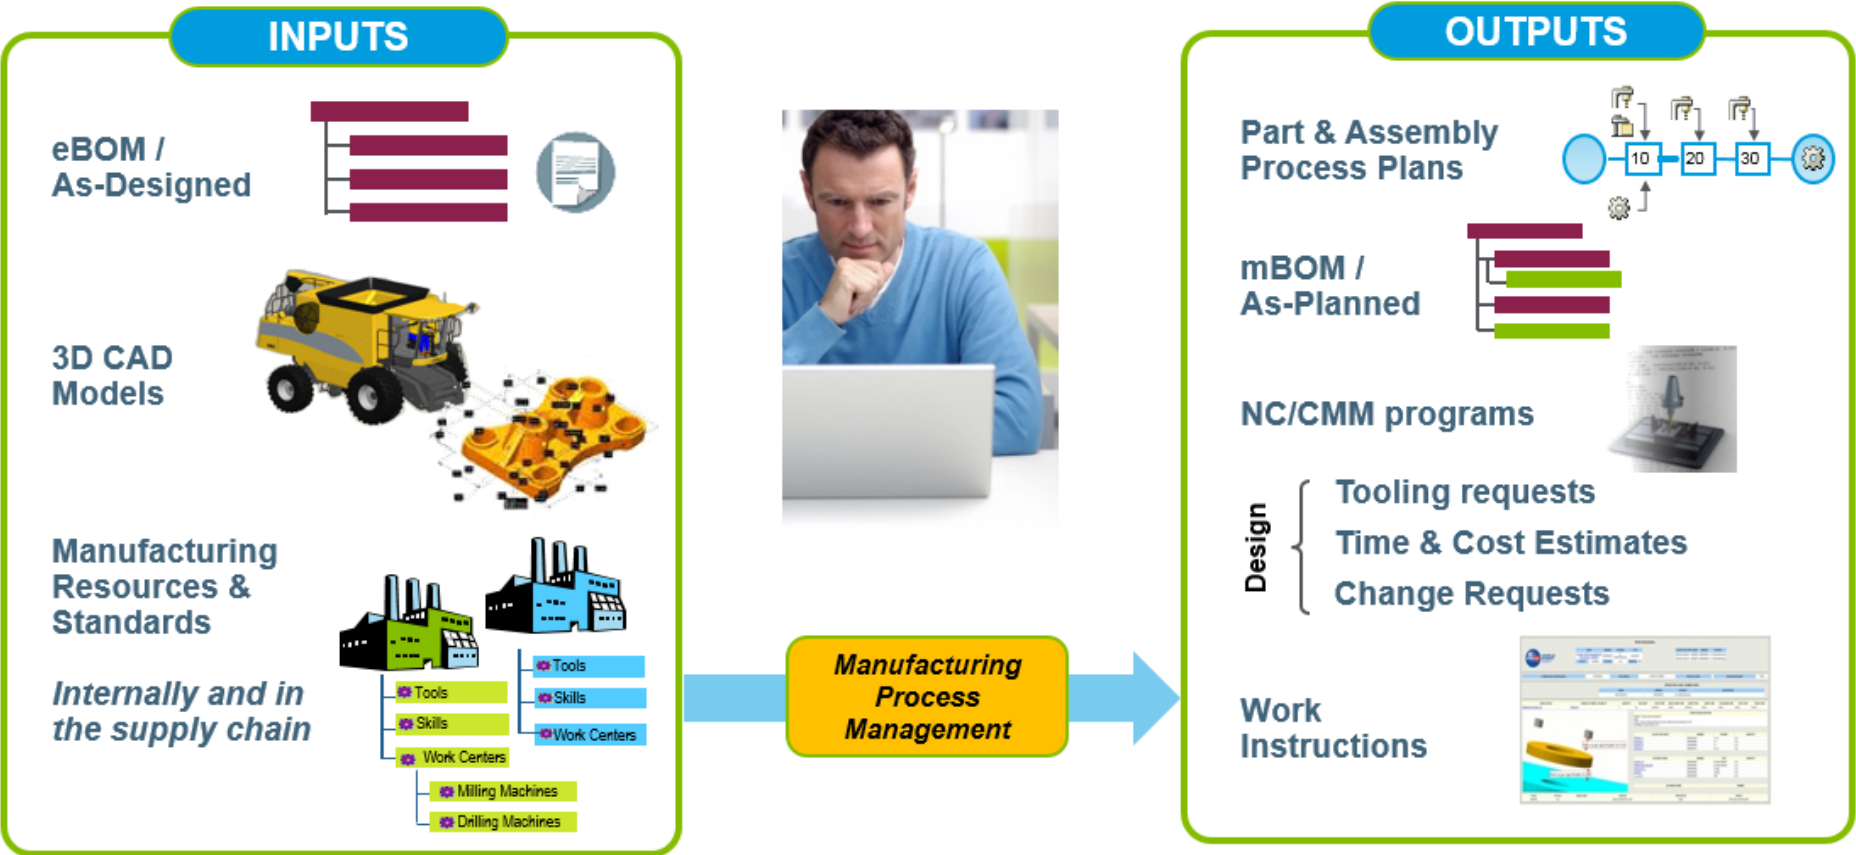 INPUTS
eBOM /
As-Designed
3D CAD
Models
Manufacturing
Resources &
Standards
Internally and in
the supply chain
Tools
Skills
Work Centers
Tools
Skills
Work Centers
Milling Machines
Drilling Machines
Manufacturing
Process
Management
OUTPUTS
Part & Assembly
Process Plans
10
20
30
mBOM /
As-Planned
NC/CMM programs
Design
Tooling requests
Time & Cost Estimates
Change Requests
Work
Instructions